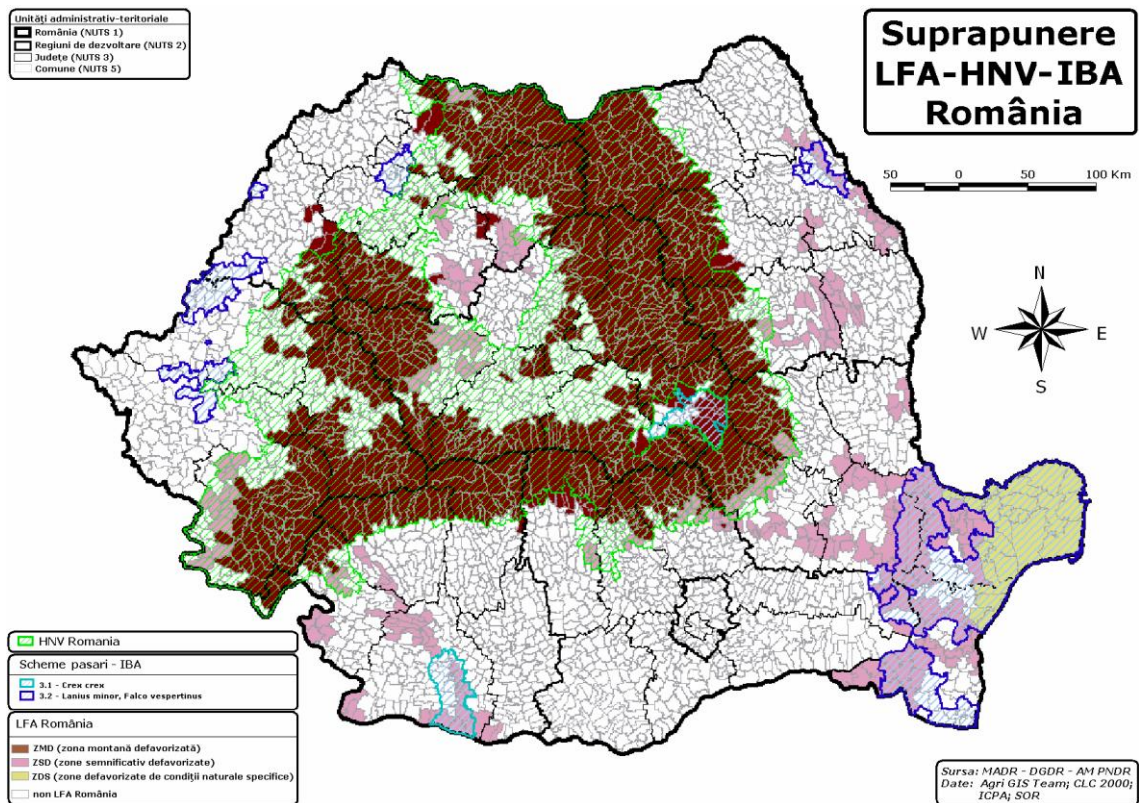 Unități administrativ-teritoriale
România (NUTS 1)
Regiuni de dezvoltare (NUTS 2)
Județe (NUTS 3)
Comune (NUTS 5)
Suprapunere
LFA-HNV-IBA
România
50 0 50 100 Km
N
W E
S
HNV Romania
Scheme pasari - IBA
3.1 - Crex crex
3.2 - Lanius minor, Falco vespertinus
LFA România
ZMD (zona montană defavorizată)
ZSD (zone semnificativ defavorizate)
ZDS (zone defavorizate de condiții naturale specifice)
non LFA România
Sursa: MADR - DGDR - AM PNDR
Date: Agri GIS Team; CLC 2000;
ICPA; SOR